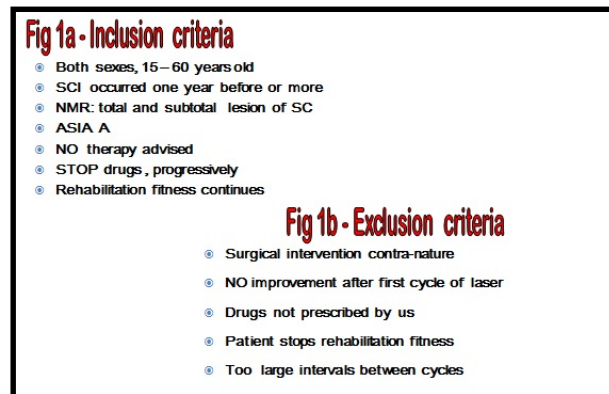 Fig 1a - Inclusion criteria
Both sexes, 15 – 60 years old
SCI occurred one year before or more
NMR: total and subtotal lesion of SC
ASIA A
NO therapy advised
STOP drugs , progressively
Rehabilitation fitness continues
Fig 1b - Exclusion criteria
Surgical intervention contra-nature
NO improvement after first cycle of laser
Drugs not prescribed by us
Patient stops rehabilitation fitness
Too large intervals between cycles